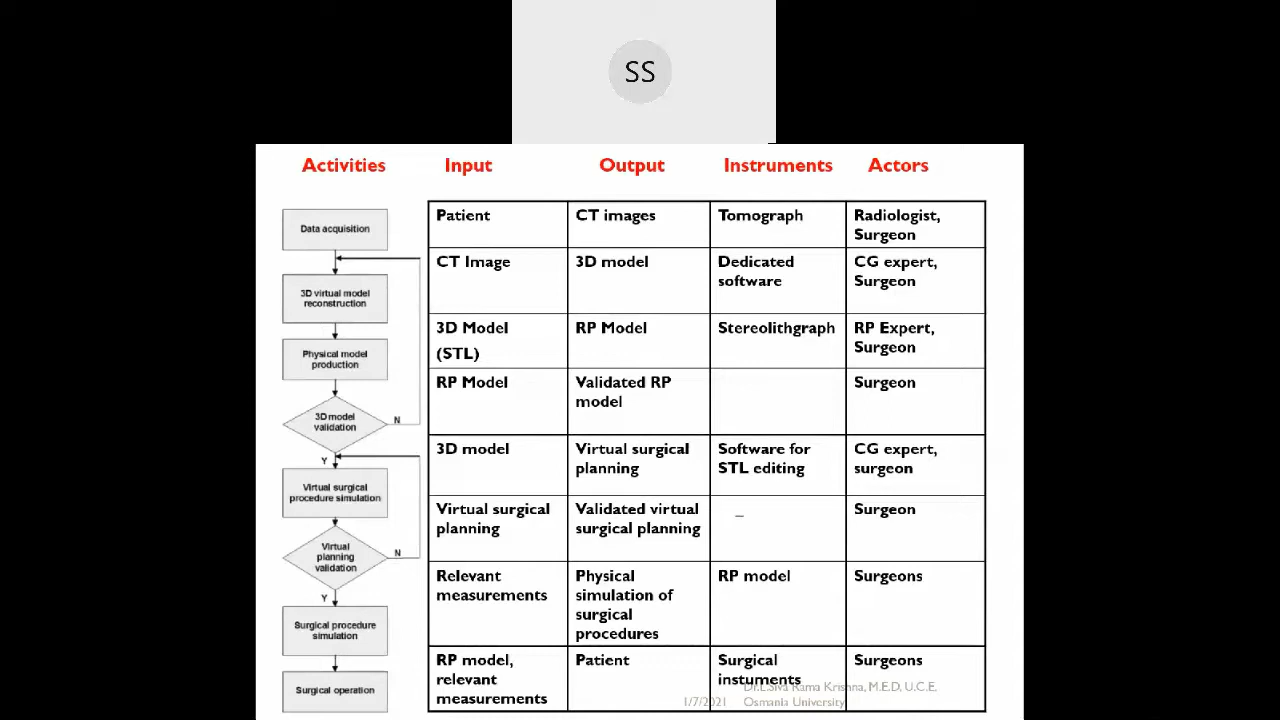 SS
Activities Input Output Instruments Actors
Data acquisition
Patient
CT images
Tomograph
Radiologist,
Surgeon
3D virtual model
reconstruction
CT Image
3D model
Dedicated
software
CG expert,
Surgeon
Physical model
production
3D Model
(STL)
RP Model
Stereolithgraph
RP Expert,
Surgeon
3D model
validation
N
Y
RP Model
Validated RP
model
Surgeon
Virtual surgical
procedure simulation
3D model
Virtual surgical
planning
Software for
STL editing
CG expert,
surgeon
Virtual
planning
validation
N
Y
Virtual surgical
planning
Validated virtual
surgical planning
_
Surgeon
Surgical procedure
simulation
Relevant
measurements
Physical
simulation of
surgical
procedures
RP model
Surgeons
Surgical operation
RP model,
relevant
measurements
Patient
Surgical
instuments
Surgeons
1/7/2021
Dr.L.Siva Rama Krishna, M.E.D, U.C.E,
Osmania University